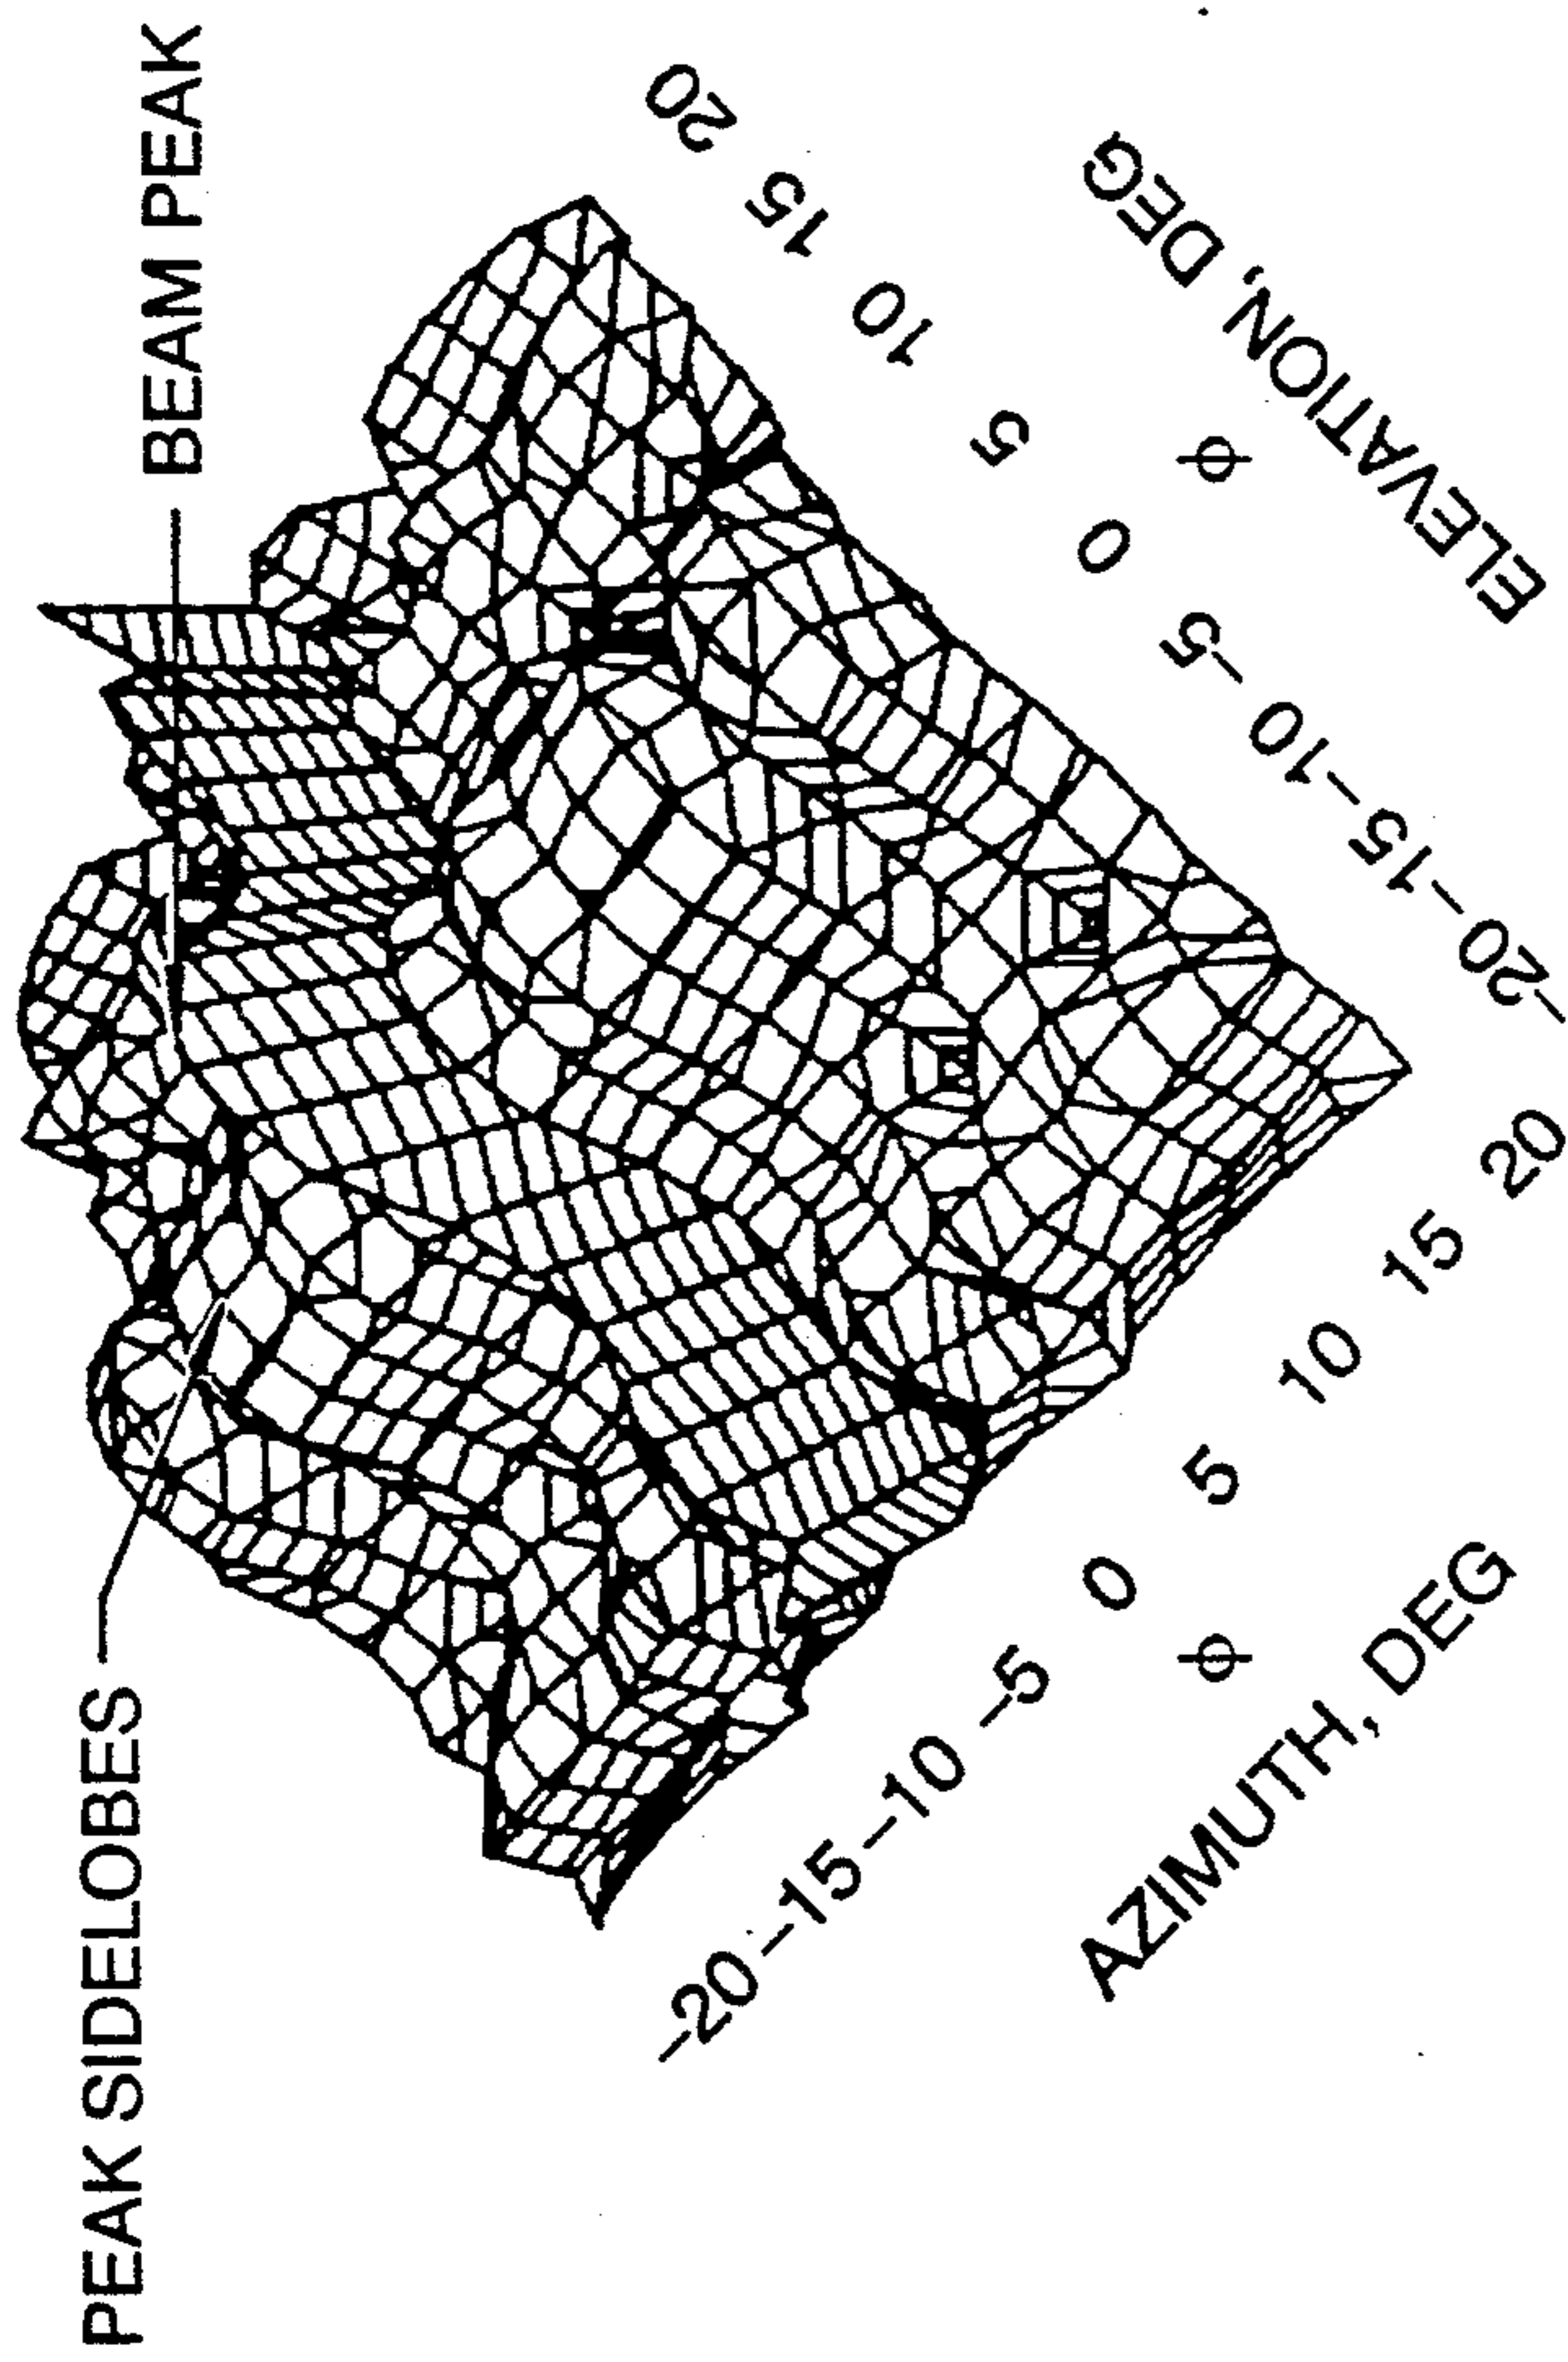 PEAK SIDELOBES
BEAM PEAK
-20 -15 -10 -5 0 5 10 15 20
ϕ
AZIMUTH, DEG
-20 -15 -10 -5 0 5 10 15 20
ϕ
ELEVATION, DEG